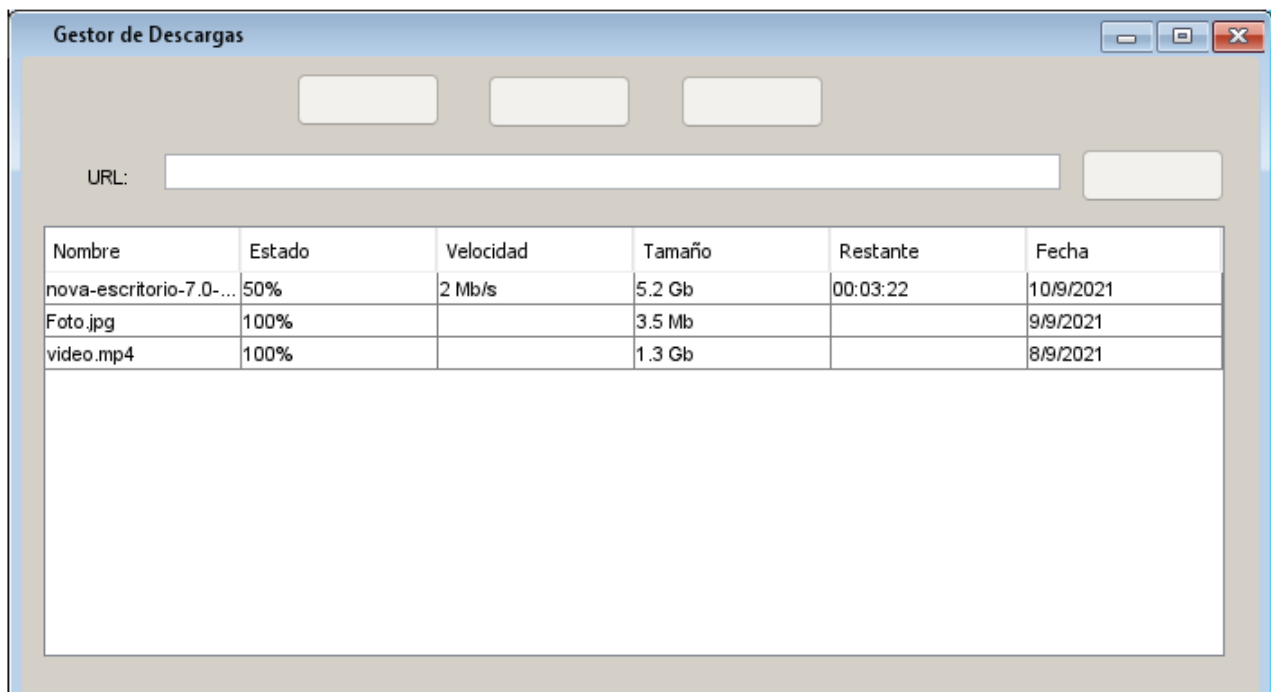 Gestor de Descargas
URL:
Nombre Estado Velocidad Tamaño Restante Fecha
nova-escritorio-7.0-... 50% 2 Mb/s 5.2 Gb 00:03:22 10/9/2021
Foto.jpg 100% 3.5 Mb 9/9/2021
video.mp4 100% 1.3 Gb 8/9/2021